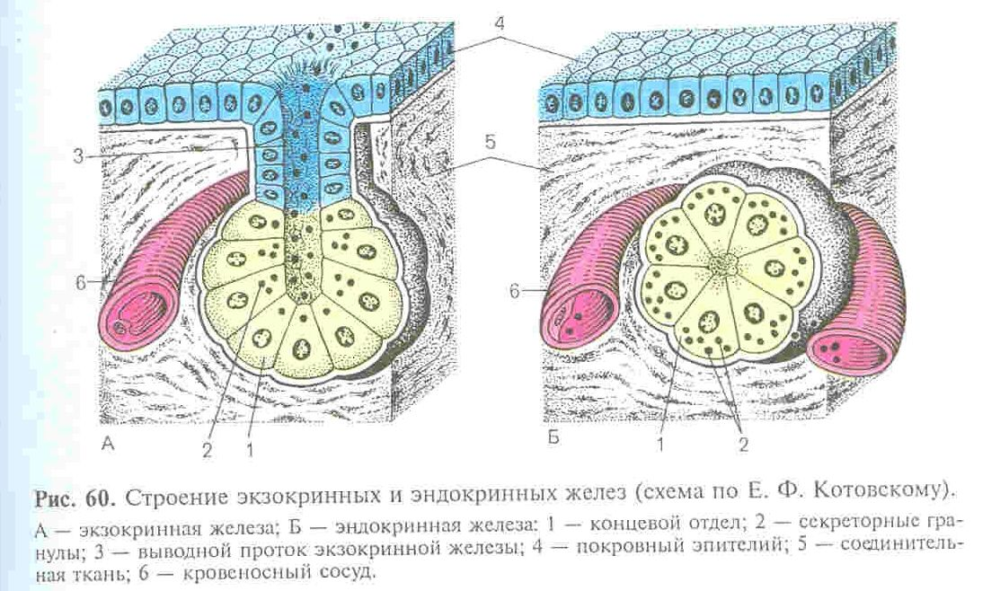 4
3
5
6
6
А
2
1
Б
1
2
Рис. 60. Строение экзокринных и эндокринных желез (схема по Е. Ф. Котовскому).
А — экзокринная железа; Б — эндокринная железа: 1 — концевой отдел; 2 — секреторные гра-
нулы; 3 — выводной проток экзокринной железы; 4 — покровный эпителий; 5 — соединитель-
ная ткань; 6 — кровеносный сосуд.